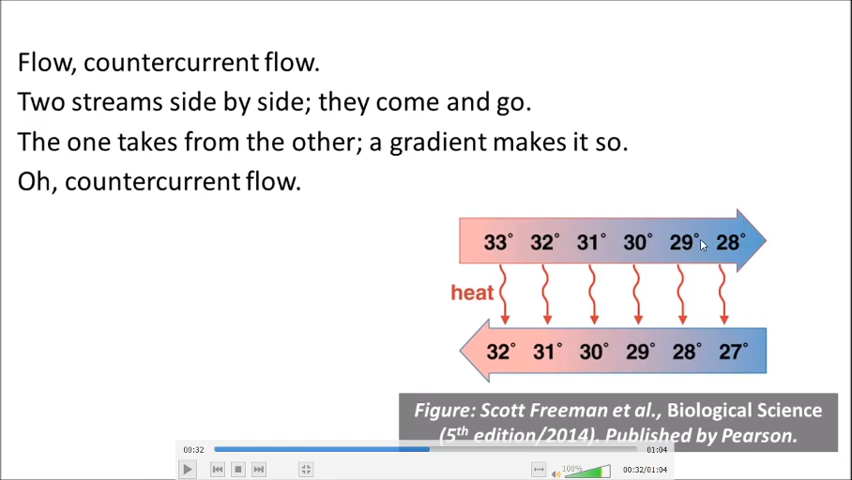 Flow, countercurrent flow.
Two streams side by side; they come and go.
The one takes from the other; a gradient makes it so.
Oh, countercurrent flow.
33° 32° 31° 30° 29° 28°
heat
32° 31° 30° 29° 28° 27°
Figure: Scott Freeman et al., Biological Science
(5th edition/2014). Published by Pearson.
00:32 01:04
100% 00:32/01:04